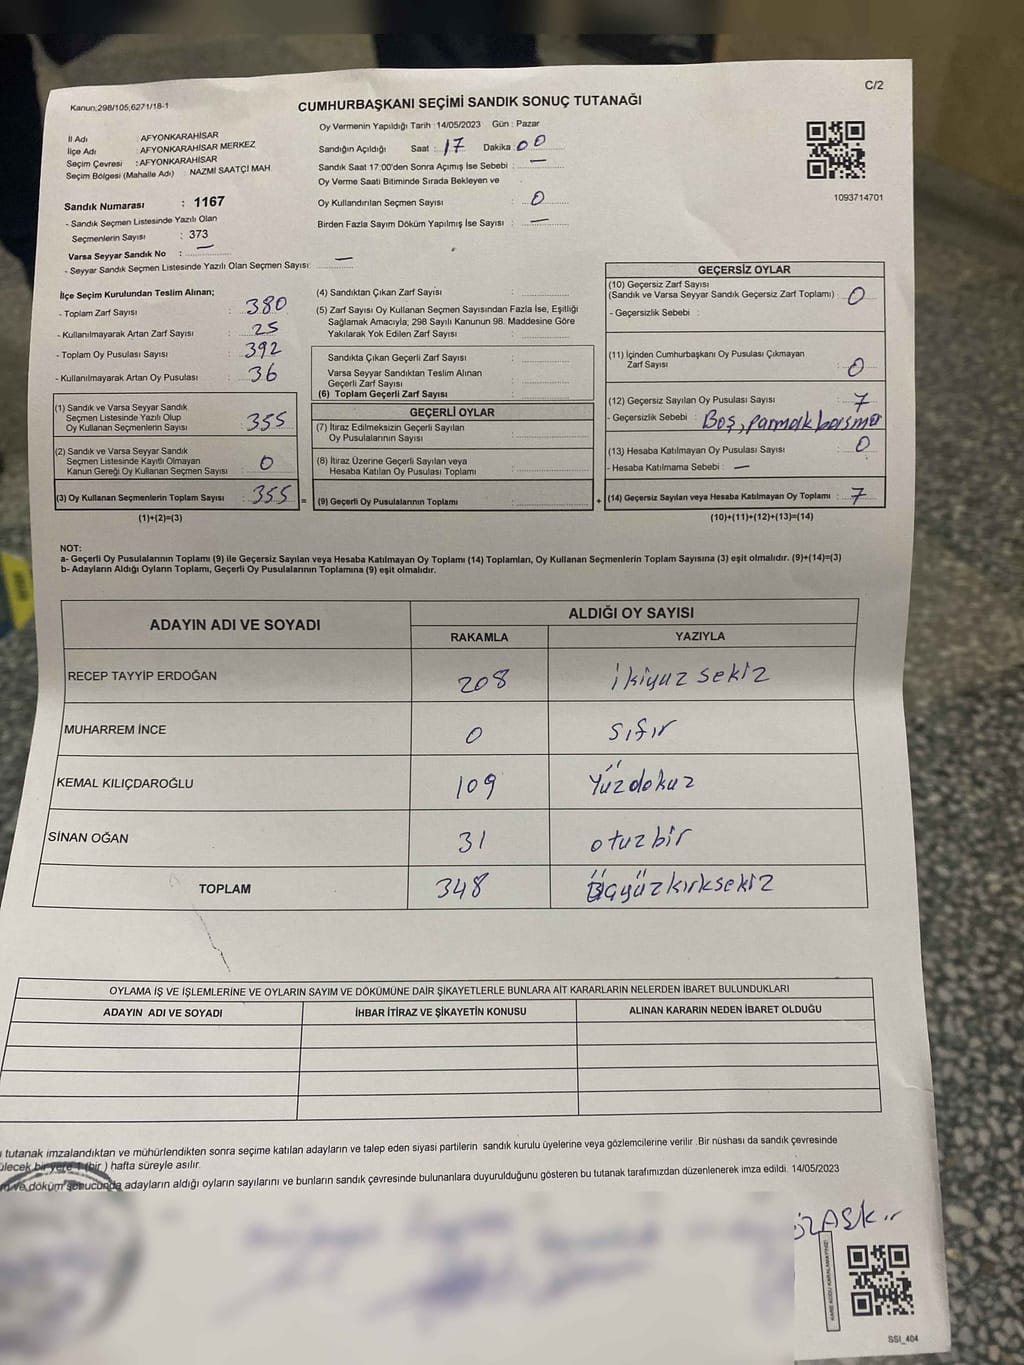 C/2
Kanun;298/105,6271/18-1
CUMHURBAŞKANI SEÇİMİ SANDIK SONUÇ TUTANAĞI
İl Adı : AFYONKARAHİSAR
İlçe Adı : AFYONKARAHİSAR MERKEZ
Seçim Çevresi : AFYONKARAHİSAR
Seçim Bölgesi (Mahalle Adı) : NAZMİ SAATÇİ MAH.
Oy Vermenin Yapıldığı Tarih : 14/05/2023 Gün : Pazar
Sandığın Açıldığı Saat : 17 Dakika : 00
Sandık Saat 17:00'den Sonra Açılmış İse Sebebi : —
Oy Verme Saati Bitiminde Sırada Bekleyen ve
Oy Kullandırılan Seçmen Sayısı : 0
Birden Fazla Sayım Döküm Yapılmış İse Sayısı : —
1093714701
Sandık Numarası : 1167
- Sandık Seçmen Listesinde Yazılı Olan
Seçmenlerin Sayısı : 373
Varsa Seyyar Sandık No : —
- Seyyar Sandık Seçmen Listesinde Yazılı Olan Seçmen Sayısı: —
İlçe Seçim Kurulundan Teslim Alınan;
- Toplam Zarf Sayısı : 380
- Kullanılmayarak Artan Zarf Sayısı : 25
- Toplam Oy Pusulası Sayısı : 392
- Kullanılmayarak Artan Oy Pusulası : 36
(1) Sandık ve Varsa Seyyar Sandık
Seçmen Listesinde Yazılı Olup
Oy Kullanan Seçmenlerin Sayısı : 355
(2) Sandık ve Varsa Seyyar Sandık
Seçmen Listesinde Kayıtlı Olmayan
Kanun Gereği Oy Kullanan Seçmen Sayısı : 0
(3) Oy Kullanan Seçmenlerin Toplam Sayısı : 355 =
(1)+(2)=(3)
(4) Sandıktan Çıkan Zarf Sayısı :
(5) Zarf Sayısı Oy Kullanan Seçmen Sayısından Fazla İse, Eşitliği
Sağlamak Amacıyla; 298 Sayılı Kanunun 98. Maddesine Göre
Yakılarak Yok Edilen Zarf Sayısı :
Sandıkta Çıkan Geçerli Zarf Sayısı :
Varsa Seyyar Sandıktan Teslim Alınan
Geçerli Zarf Sayısı :
(6) Toplam Geçerli Zarf Sayısı :
GEÇERLİ OYLAR
(7) İtiraz Edilmeksizin Geçerli Sayılan
Oy Pusulalarının Sayısı :
(8) İtiraz Üzerine Geçerli Sayılan veya
Hesaba Katılan Oy Pusulası Toplamı :
(9) Geçerli Oy Pusulalarının Toplamı : +
GEÇERSİZ OYLAR
(10) Geçersiz Zarf Sayısı
(Sandık ve Varsa Seyyar Sandık Geçersiz Zarf Toplamı) : 0
- Geçersizlik Sebebi :
(11) İçinden Cumhurbaşkanı Oy Pusulası Çıkmayan
Zarf Sayısı : 0
(12) Geçersiz Sayılan Oy Pusulası Sayısı : 7
- Geçersizlik Sebebi : Boş, parmak basma
(13) Hesaba Katılmayan Oy Pusulası Sayısı : 0
- Hesaba Katılmama Sebebi : —
(14) Geçersiz Sayılan veya Hesaba Katılmayan Oy Toplamı : 7
(10)+(11)+(12)+(13)=(14)
NOT:
a- Geçerli Oy Pusulalarının Toplamı (9) ile Geçersiz Sayılan veya Hesaba Katılmayan Oy Toplamı (14) Toplamları, Oy Kullanan Seçmenlerin Toplam Sayısına (3) eşit olmalıdır. (9)+(14)=(3)
b- Adayların Aldığı Oyların Toplamı, Geçerli Oy Pusulalarının Toplamına (9) eşit olmalıdır.
ADAYIN ADI VE SOYADI
ALDIĞI OY SAYISI
RAKAMLA YAZIYLA
RECEP TAYYİP ERDOĞAN 208 ikiyüz sekiz
MUHARREM İNCE 0 sıfır
KEMAL KILIÇDAROĞLU 109 Yüzdokuz
SİNAN OĞAN 31 otuzbir
TOPLAM 348 Üçyüzkırksekiz
OYLAMA İŞ VE İŞLEMLERİNE VE OYLARIN SAYIM VE DÖKÜMÜNE DAİR ŞİKAYETLERLE BUNLARA AİT KARARLARIN NELERDEN İBARET BULUNDUKLARI
ADAYIN ADI VE SOYADI İHBAR İTİRAZ VE ŞİKAYETİN KONUSU ALINAN KARARIN NEDEN İBARET OLDUĞU
tutanak imzalandıktan ve mühürlendikten sonra seçime katılan adayların ve talep eden siyasi partilerin sandık kurulu üyelerine veya gözlemcilerine verilir .Bir nüshası da sandık çevresinde
bir yere 1 (bir ) hafta süreyle asılır.
ve döküm sonucunda adayların aldığı oyların sayılarını ve bunların sandık çevresinde bulunanlara duyurulduğunu gösteren bu tutanak tarafımızdan düzenlenerek imza edildi. 14/05/2023
KARE KODU KARALAMAYINIZ!
SSI_404